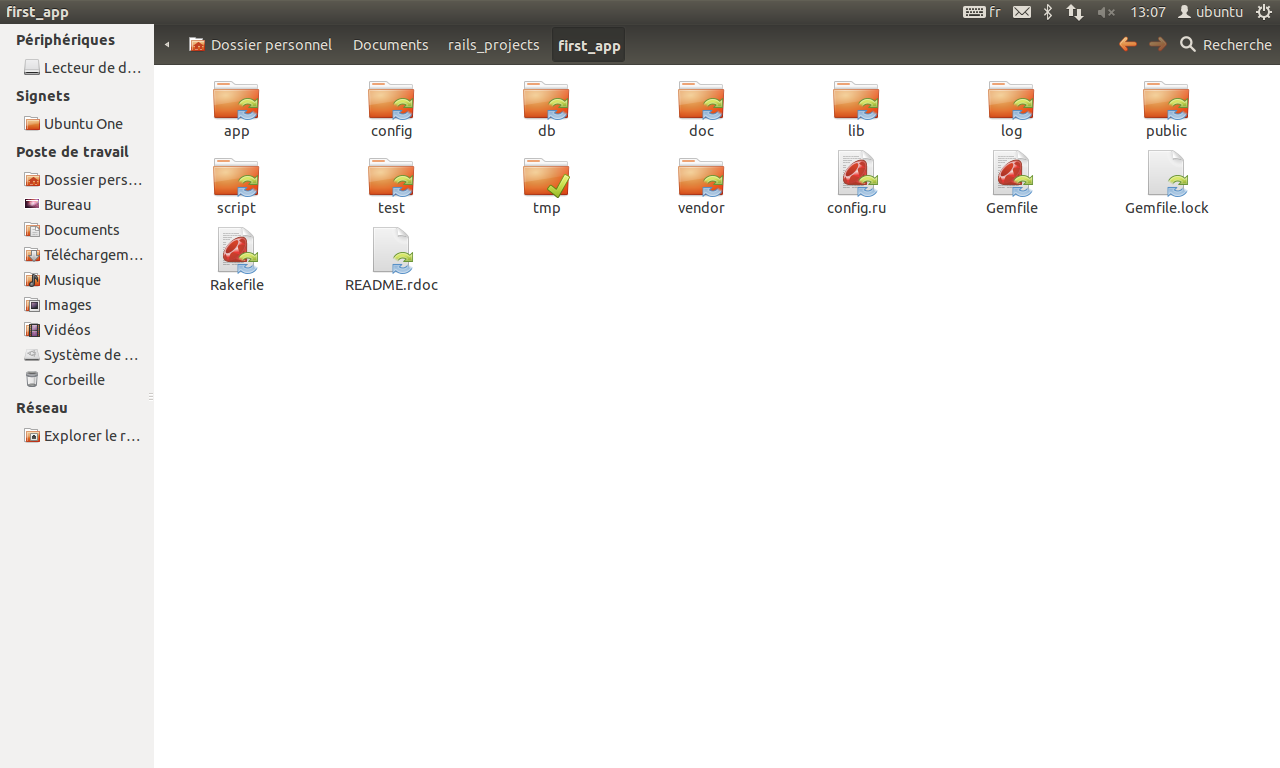 first_app
fr
13:07
ubuntu
Périphériques
Lecteur de d...
Signets
Ubuntu One
Poste de travail
Dossier pers...
Bureau
Documents
Téléchargem...
Musique
Images
Vidéos
Système de ...
Corbeille
Réseau
Explorer le r...
Dossier personnel
Documents
rails_projects
first_app
Recherche
app
config
db
doc
lib
log
public
script
test
tmp
vendor
config.ru
Gemfile
Gemfile.lock
Rakefile
README.rdoc